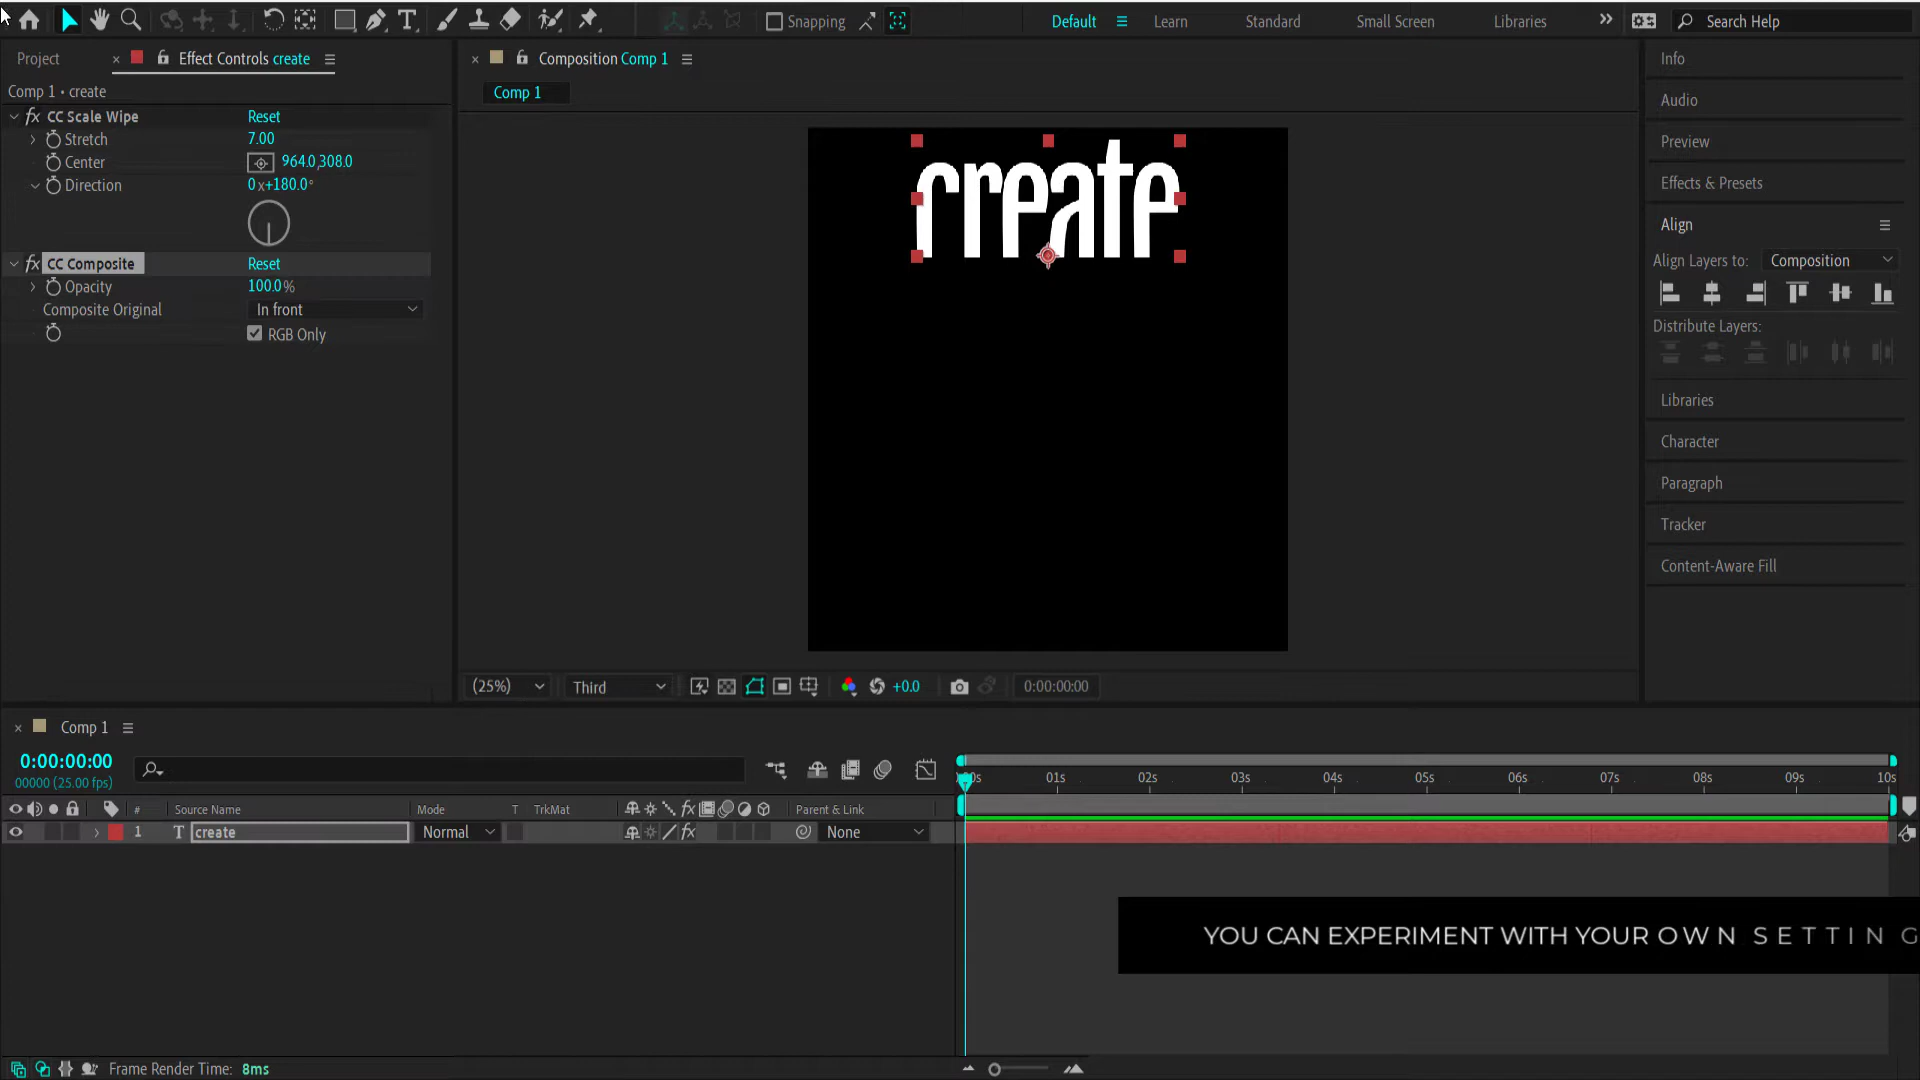 Snapping
Default
Learn
Standard
Small Screen
Libraries
Search Help
Project
Effect Controls create
Composition Comp 1
Info
Comp 1 • create
Comp 1
Audio
fx CC Scale Wipe Reset
Stretch 7.00
Center 964.0,308.0
Direction 0 x+180.0°
fx CC Composite Reset
Opacity 100.0 %
Composite Original In front
RGB Only
create
Preview
Effects & Presets
Align
Align Layers to: Composition
Distribute Layers:
Libraries
Character
Paragraph
Tracker
Content-Aware Fill
(25%) Third +0.0 0:00:00:00
Comp 1
0:00:00:00
00000 (25.00 fps)
01s 02s 03s 04s 05s 06s 07s 08s 09s 10s
# Source Name Mode T TrkMat fx Parent & Link
1 T create Normal fx None
YOU CAN EXPERIMENT WITH YOUR OWN SETTING
Frame Render Time: 8ms